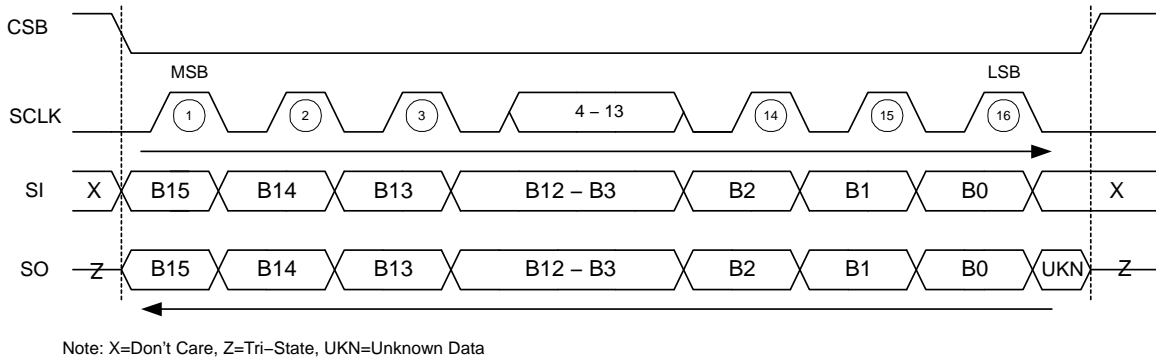 CSB
MSB LSB
SCLK 1 2 3 4 – 13 14 15 16
SI X B15 B14 B13 B12 – B3 B2 B1 B0 X
SO Z B15 B14 B13 B12 – B3 B2 B1 B0 UKN Z
Note: X=Don't Care, Z=Tri–State, UKN=Unknown Data